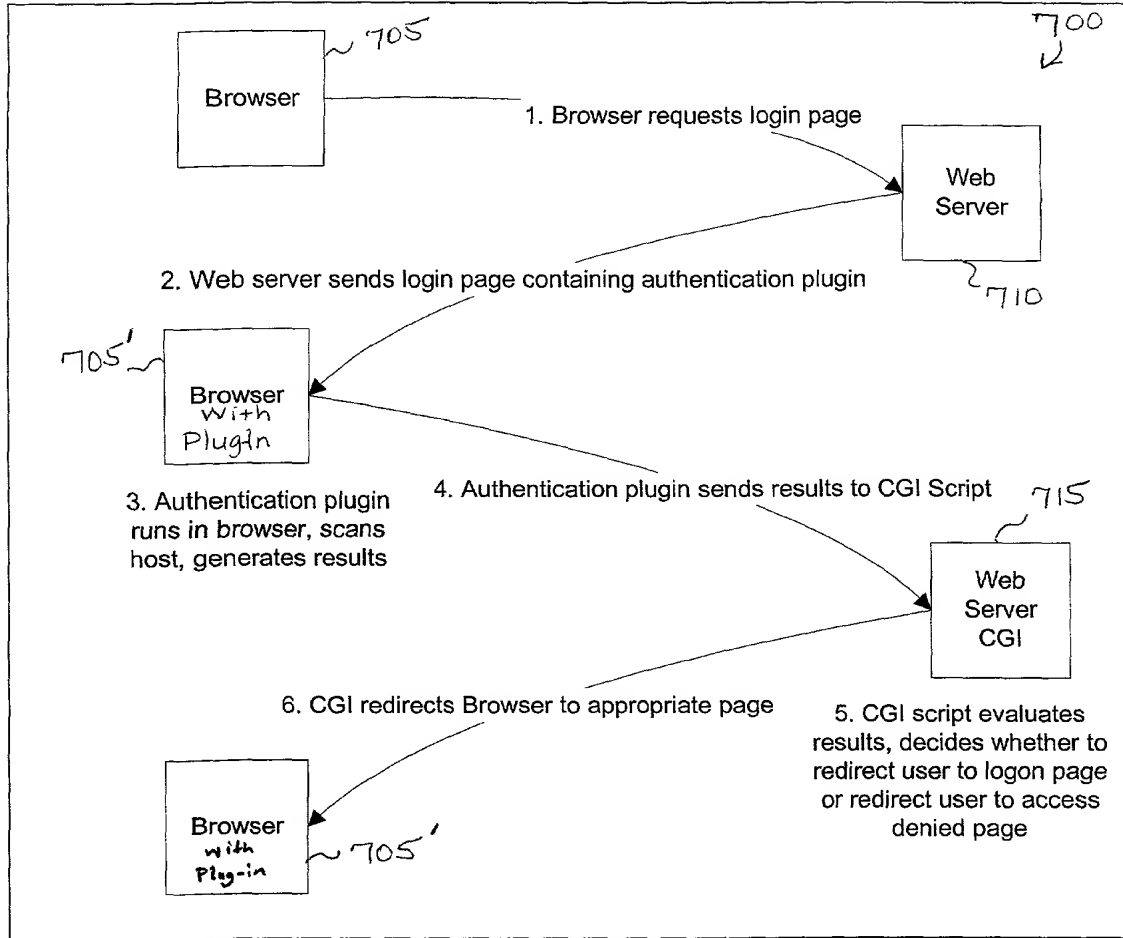 705
700
Browser
1. Browser requests login page
Web
Server
2. Web server sends login page containing authentication plugin
710
705'
Browser
With
PlugIn
3. Authentication plugin
runs in browser, scans
host, generates results
4. Authentication plugin sends results to CGI Script
715
Web
Server
CGI
6. CGI redirects Browser to appropriate page
5. CGI script evaluates
results, decides whether to
redirect user to logon page
or redirect user to access
denied page
Browser
with
Plug-in
705'